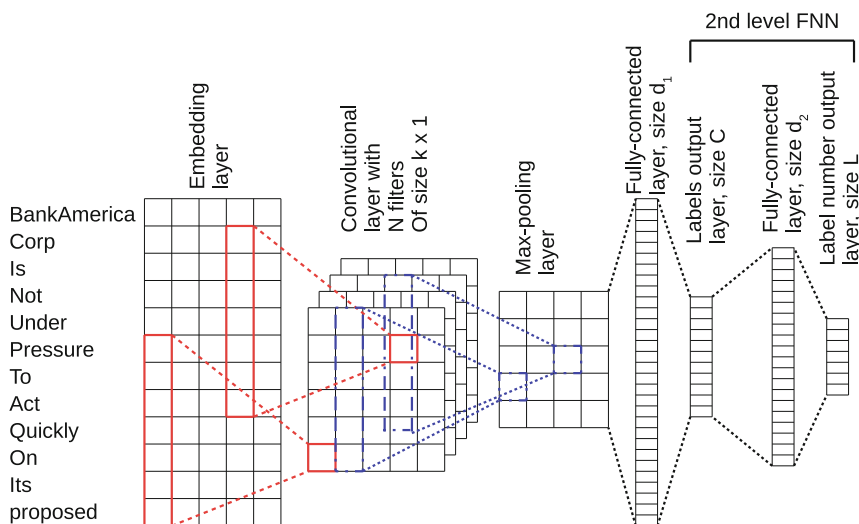 2nd level FNN
Embedding
layer
Convolutional
layer with
N filters
Of size k x 1
Max-pooling
layer
Fully-connected
layer, size d1
Labels output
layer, size C
Fully-connected
layer, size d2
Label number output
layer, size L
BankAmerica
Corp
Is
Not
Under
Pressure
To
Act
Quickly
On
Its
proposed